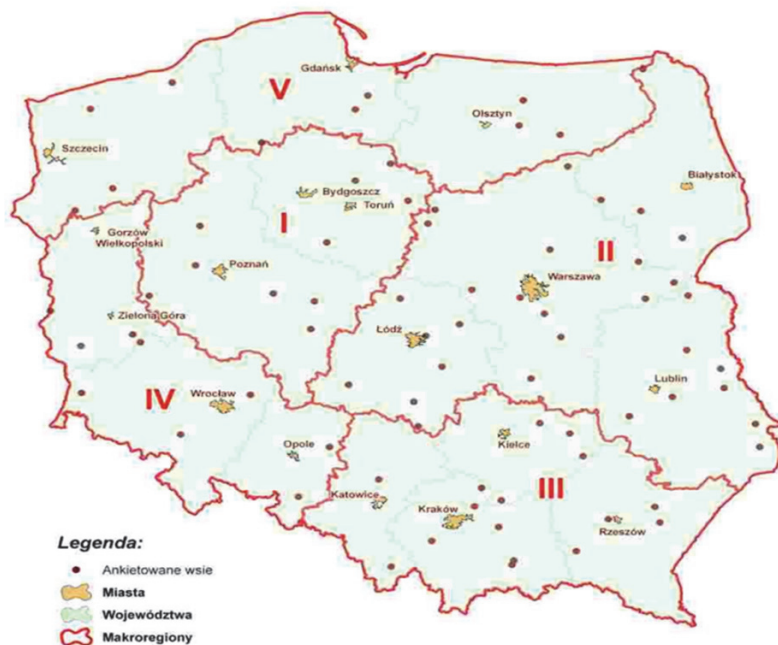 Gdańsk
V
Olsztyn
Szczecin
Białystok
Bydgoszcz
Toruń
Gorzów
Wielkopolski
I
II
Poznań
Warszawa
Zielona Góra
Łódź
Lublin
IV
Wrocław
Kielce
Opole
Katowice
III
Kraków
Rzeszów
Legenda:
Ankietowane wsie
Miasta
Województwa
Makroregiony